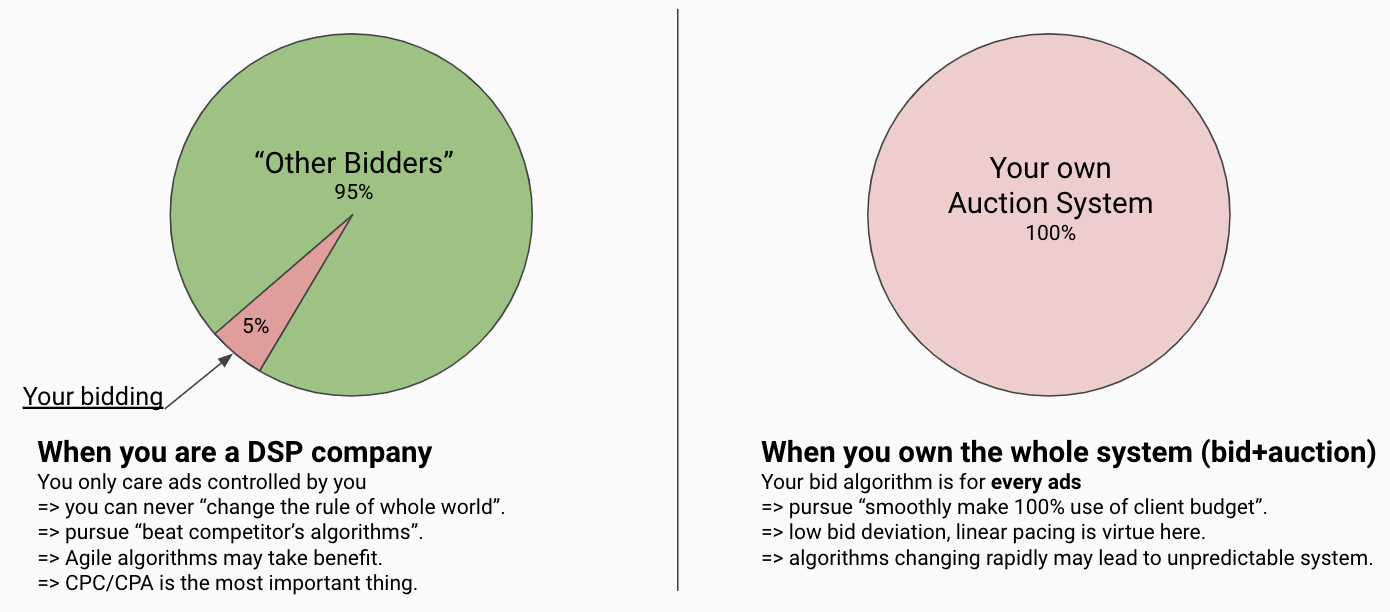 “Other Bidders”
95%
5%
Your bidding
When you are a DSP company
You only care ads controlled by you
=> you can never “change the rule of whole world”.
=> pursue “beat competitor’s algorithms”.
=> Agile algorithms may take benefit.
=> CPC/CPA is the most important thing.
Your own
Auction System
100%
When you own the whole system (bid+auction)
Your bid algorithm is for every ads
=> pursue “smoothly make 100% use of client budget”.
=> low bid deviation, linear pacing is virtue here.
=> algorithms changing rapidly may lead to unpredictable system.